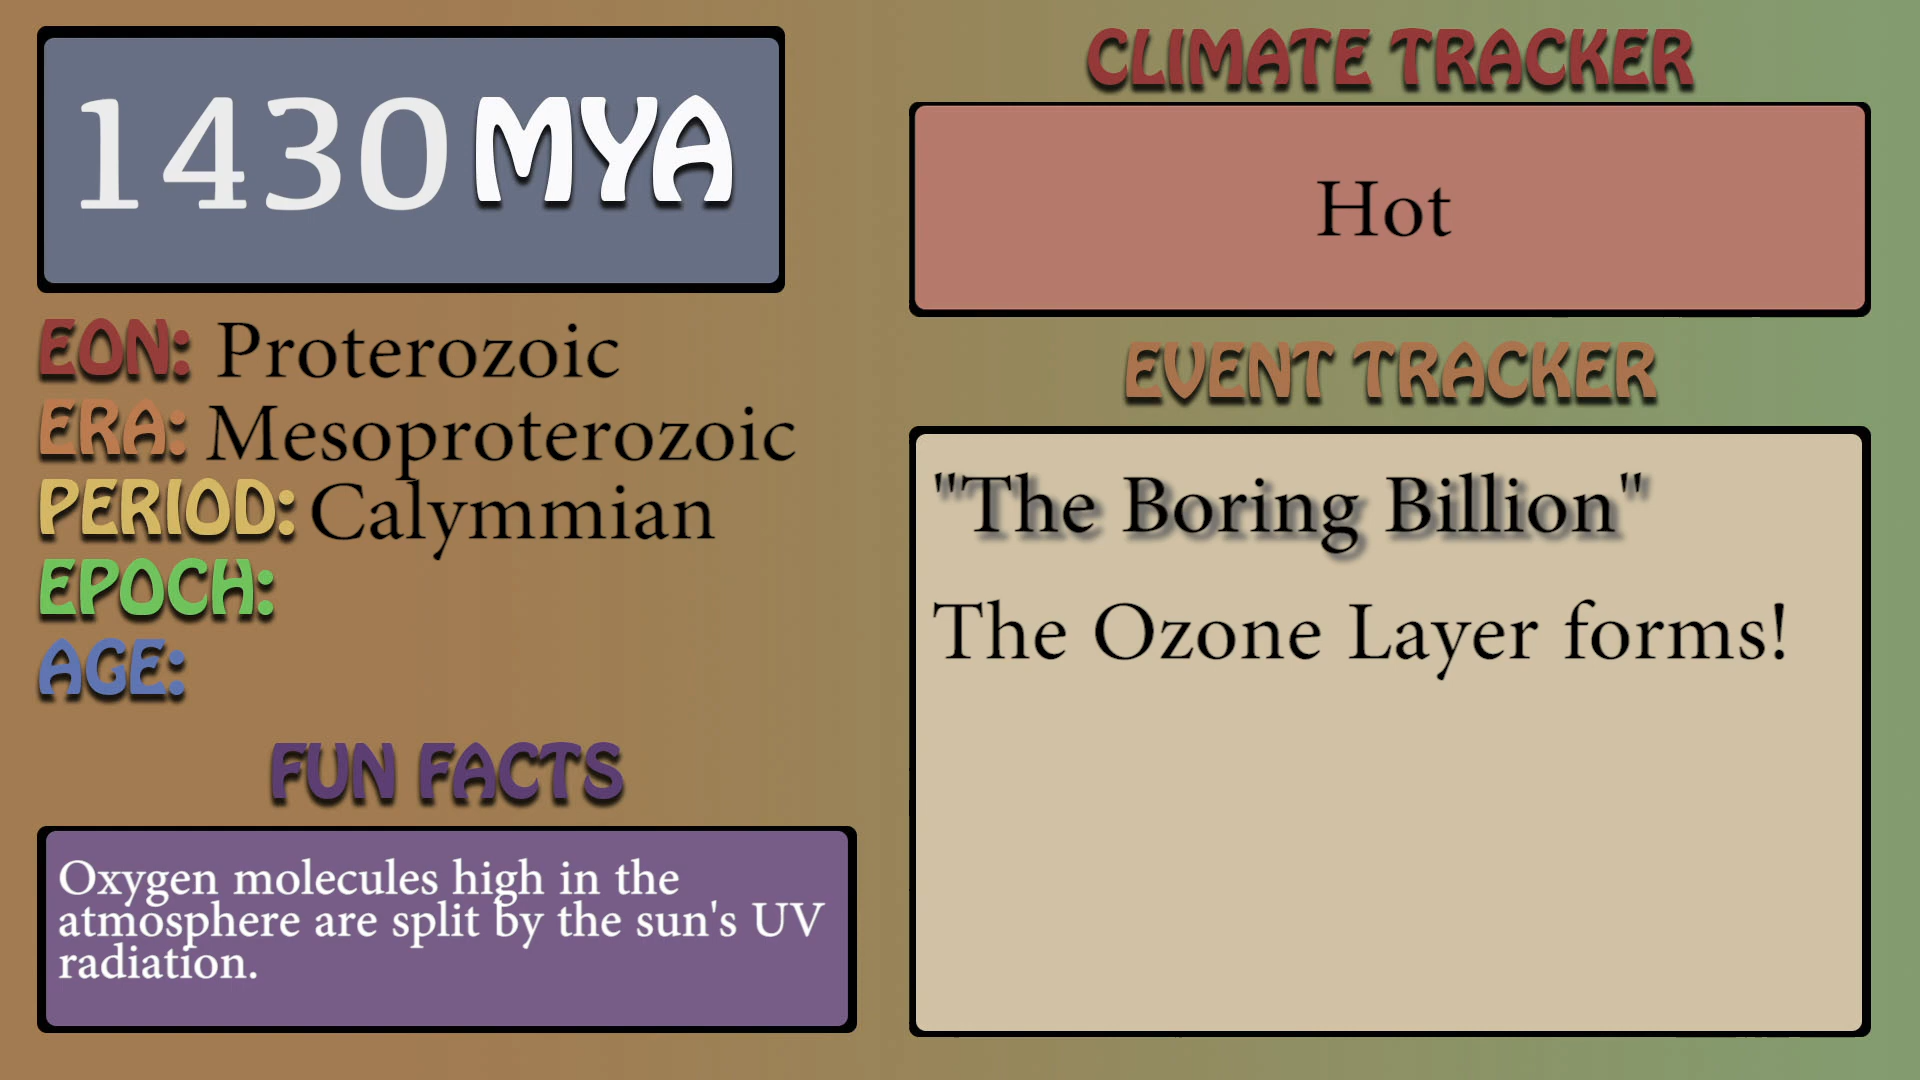 1430 MYA
EON: Proterozoic
ERA: Mesoproterozoic
PERIOD: Calymmian
EPOCH:
AGE:
FUN FACTS
Oxygen molecules high in the
atmosphere are split by the sun's UV
radiation.
CLIMATE TRACKER
Hot
EVENT TRACKER
"The Boring Billion"
The Ozone Layer forms!